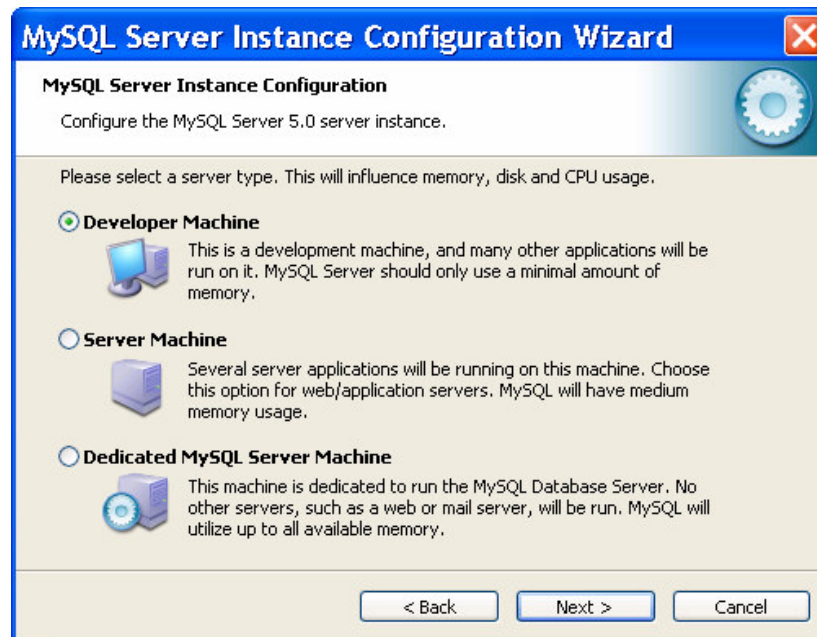 MySQL Server Instance Configuration Wizard
MySQL Server Instance Configuration
Configure the MySQL Server 5.0 server instance.
Please select a server type. This will influence memory, disk and CPU usage.
Developer Machine
This is a development machine, and many other applications will be
run on it. MySQL Server should only use a minimal amount of
memory.
Server Machine
Several server applications will be running on this machine. Choose
this option for web/application servers. MySQL will have medium
memory usage.
Dedicated MySQL Server Machine
This machine is dedicated to run the MySQL Database Server. No
other servers, such as a web or mail server, will be run. MySQL will
utilize up to all available memory.
< Back Next > Cancel